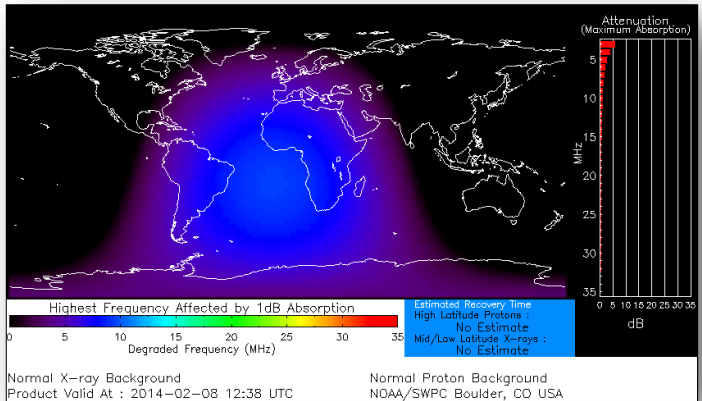 Attenuation
(Maximum Absorption)
5
10
15
20
25
30
35
MHz
0 5 10 15 20 25 30 35
dB
Highest Frequency Affected by 1dB Absorption
0 5 10 15 20 25 30 35
Degraded Frequency (MHz)
Estimated Recovery Time
High Latitude Protons :
No Estimate
Mid/Low Latitude X-rays :
No Estimate
Normal X-ray Background
Product Valid At : 2014-02-08 12:38 UTC
Normal Proton Background
NOAA/SWPC Boulder, CO USA